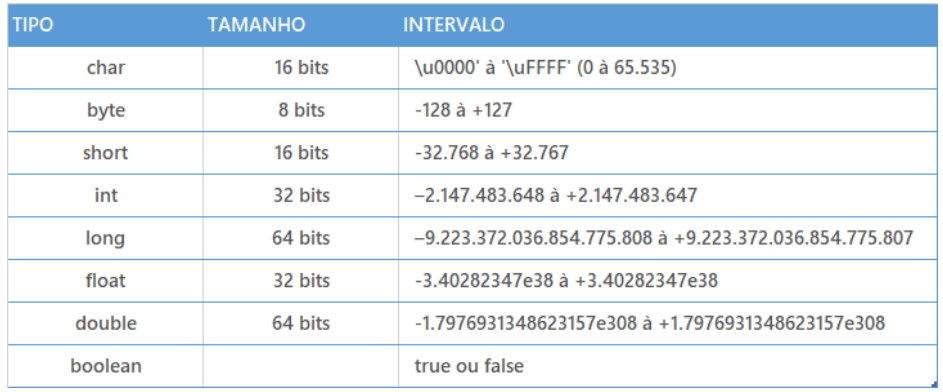 TIPO TAMANHO INTERVALO
char 16 bits \u0000' à '\uFFFF' (0 à 65.535)
byte 8 bits -128 à +127
short 16 bits -32.768 à +32.767
int 32 bits –2.147.483.648 à +2.147.483.647
long 64 bits –9.223.372.036.854.775.808 à +9.223.372.036.854.775.807
float 32 bits -3.40282347e38 à +3.40282347e38
double 64 bits -1.7976931348623157e308 à +1.7976931348623157e308
boolean true ou false